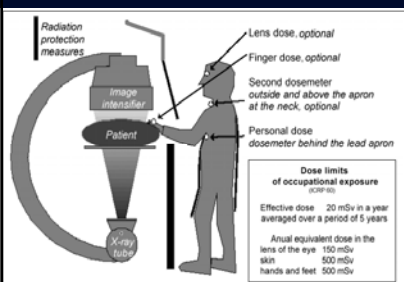 Radiation
protection
measures
Image
intensifier
Patient
X-ray
tube
Lens dose, optional
Finger dose, optional
Second dosemeter
outside and above the apron
at the neck, optional
Personal dose
dosemeter behind the lead apron
Dose limits
of occupational exposure
(ICRP 60)
Effective dose 20 mSv in a year
averaged over a period of 5 years
Anual equivalent dose in the
lens of the eye 150 mSv
skin 500 mSv
hands and feet 500 mSv